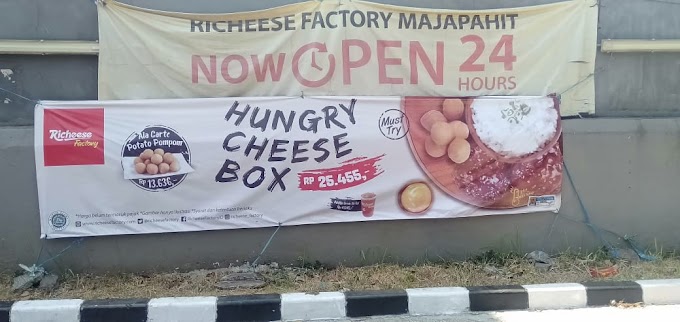 RICHEESE FACTORY MAJAPAHIT
NOW OPEN 24
HOURS
Richeese
Factory
Ala Carte
Potato Pompom
RP 13.636,-
HUNGRY
CHEESE
BOX
RP 25.455,-
Must
Try